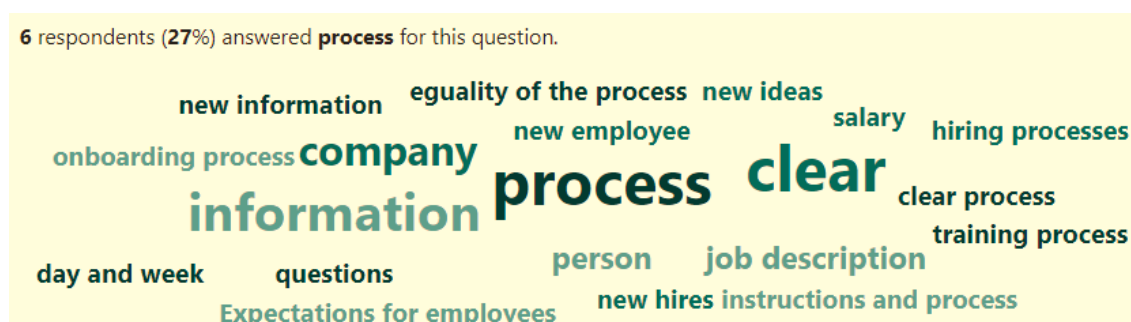 6 respondents (27%) answered process for this question.
eguality of the process new ideas
new information
salary
new employee
hiring processes
onboarding process company
clear
process
information
clear process
training process
person job description
day and week questions
new hires instructions and process
Expectations for employees